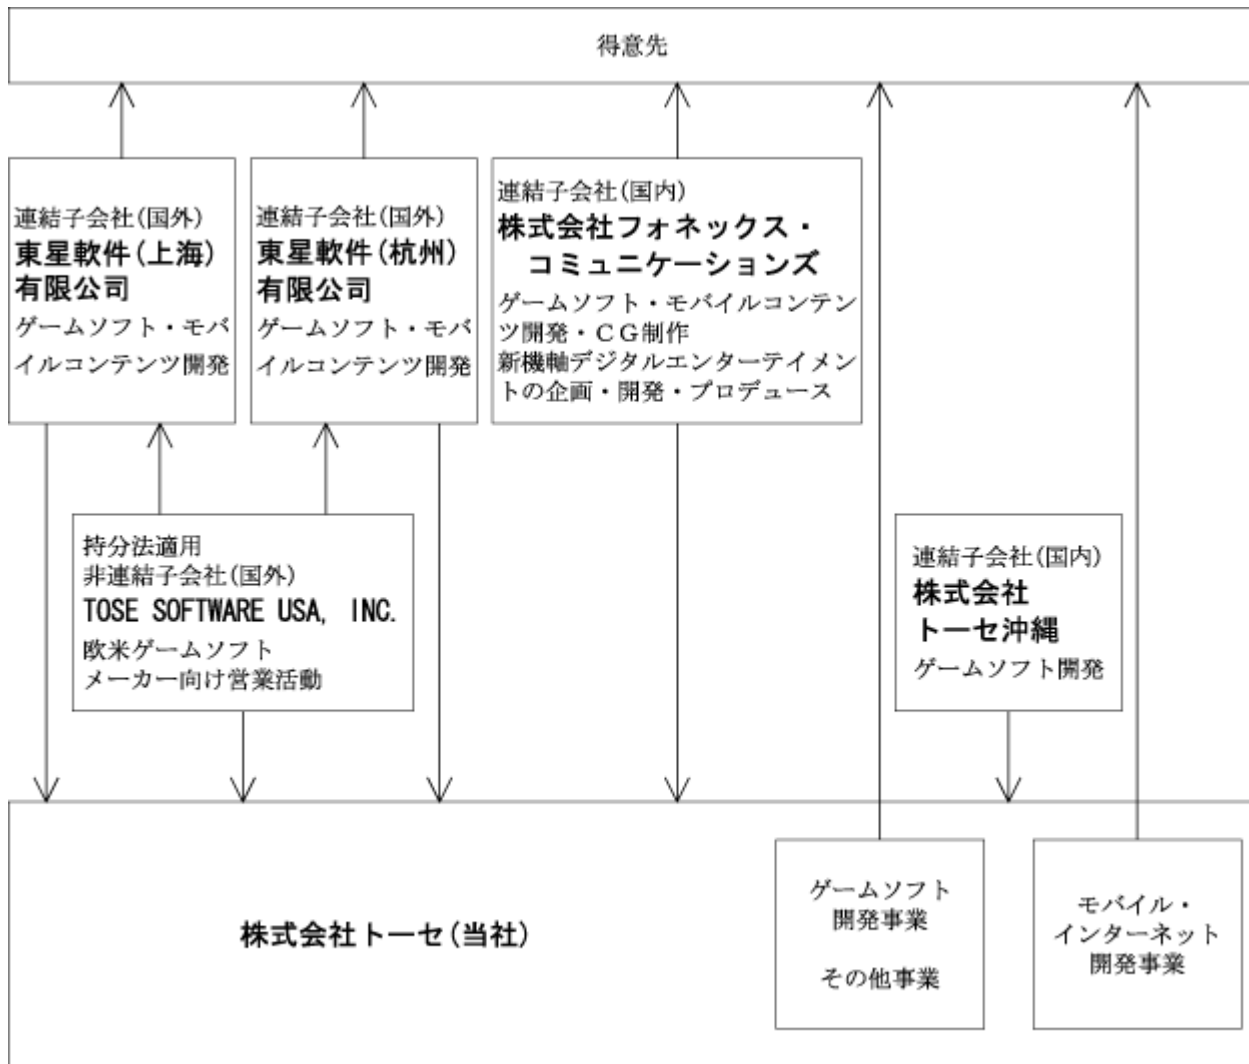 得意先
連結子会社(国外)
東星軟件(上海)
有限公司
ゲームソフト・モバ
イルコンテンツ開発
連結子会社(国外)
東星軟件(杭州)
有限公司
ゲームソフト・モバ
イルコンテンツ開発
連結子会社(国内)
株式会社フォネックス・
コミュニケーションズ
ゲームソフト・モバイルコンテン
ツ開発・CG制作
新機軸デジタルエンターテイメン
トの企画・開発・プロデュース
持分法適用
非連結子会社(国外)
TOSE SOFTWARE USA, INC.
欧米ゲームソフト
メーカー向け営業活動
連結子会社(国内)
株式会社
トーセ沖縄
ゲームソフト開発
株式会社トーセ(当社)
ゲームソフト
開発事業
その他事業
モバイル・
インターネット
開発事業